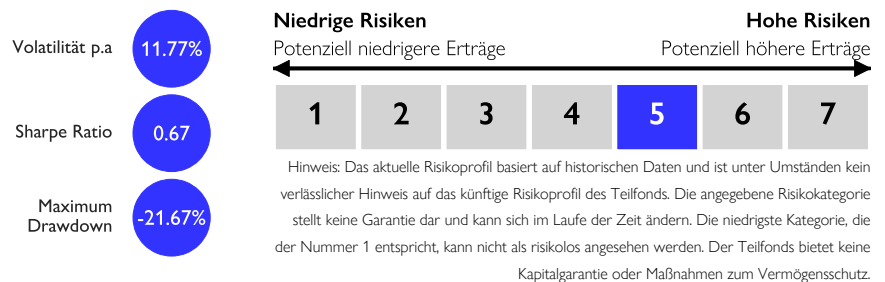 Volatilität p.a
11.77%
Sharpe Ratio
0.67
Maximum
Drawdown
-21.67%
Niedrige Risiken
Hohe Risiken
Potenziell niedrigere Erträge
Potenziell höhere Erträge
1 2 3 4 5 6 7
Hinweis: Das aktuelle Risikoprofil basiert auf historischen Daten und ist unter Umständen kein
verlässlicher Hinweis auf das künftige Risikoprofil des Teilfonds. Die angegebene Risikokategorie
stellt keine Garantie dar und kann sich im Laufe der Zeit ändern. Die niedrigste Kategorie, die
der Nummer 1 entspricht, kann nicht als risikolos angesehen werden. Der Teilfonds bietet keine
Kapitalgarantie oder Maßnahmen zum Vermögensschutz.